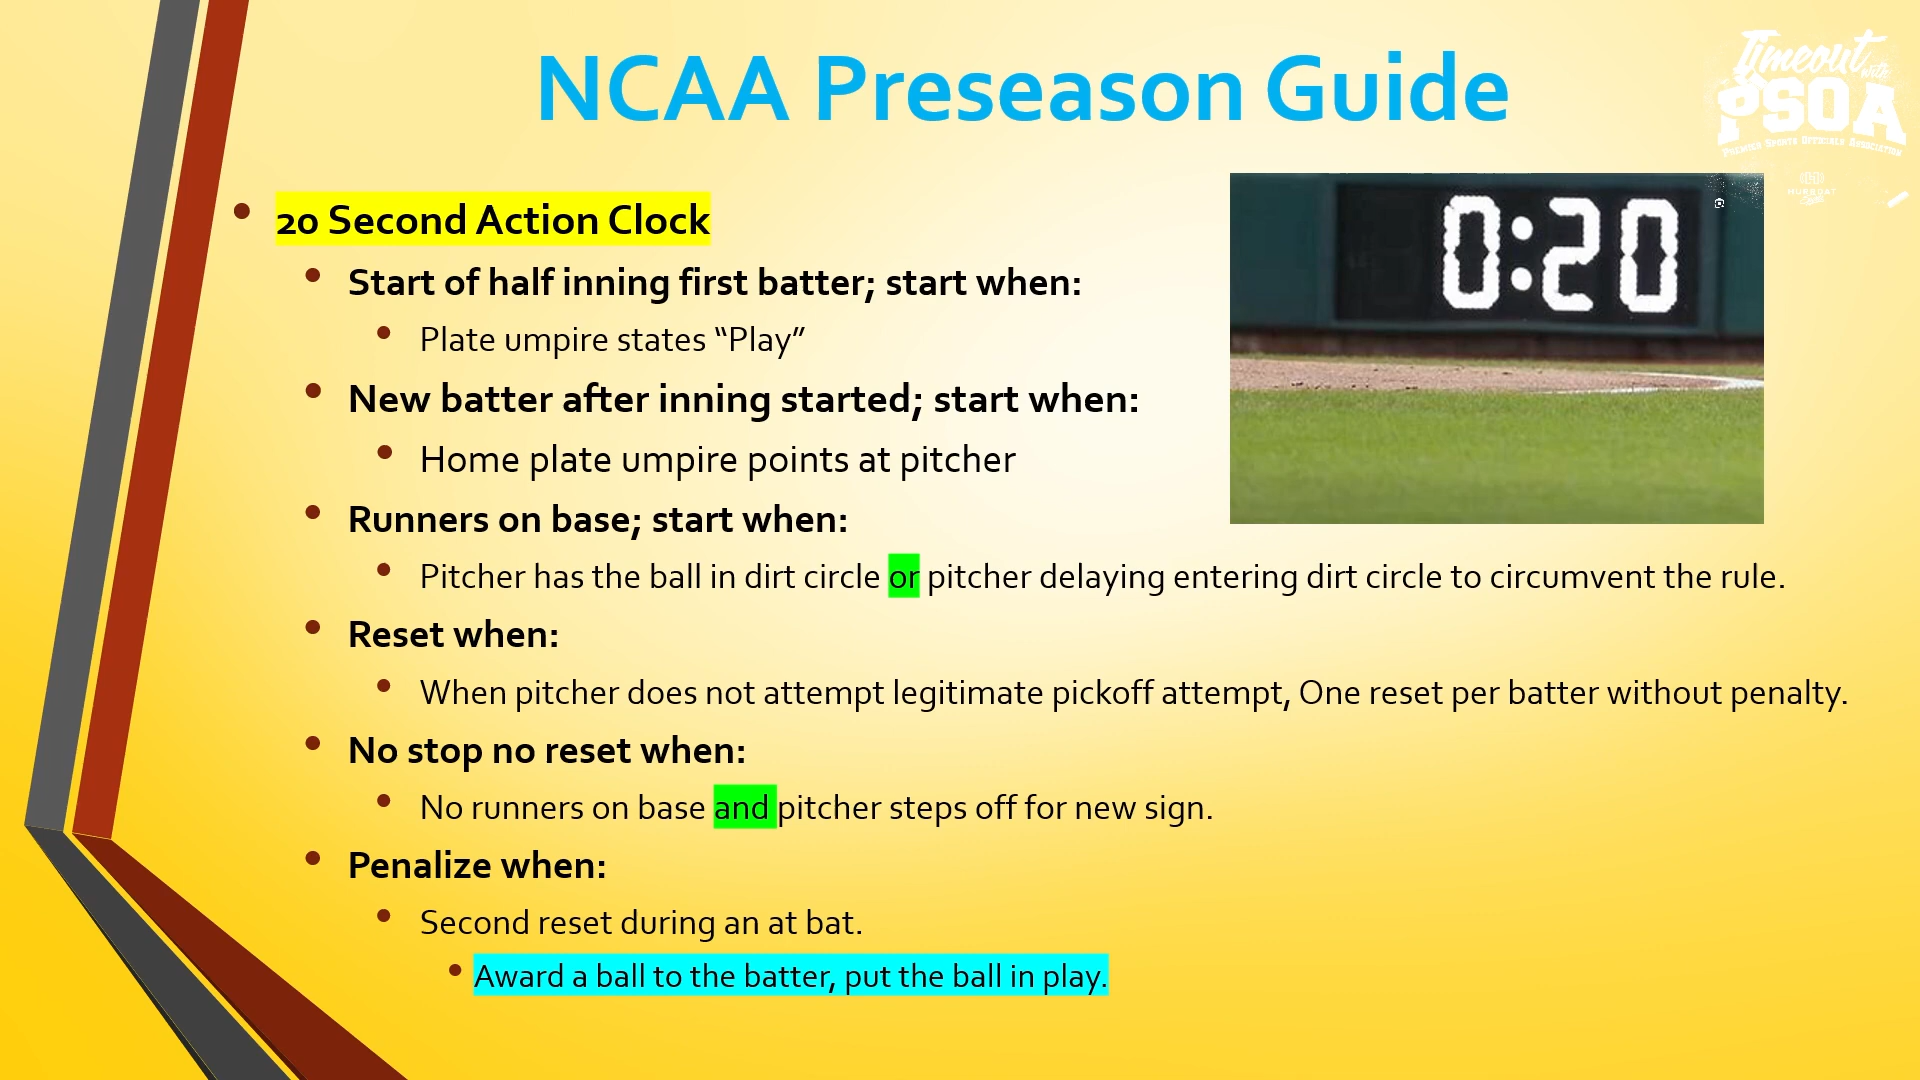 NCAA Preseason Guide
Timeout with
PSOA
Premier Sports Officials Association
20 Second Action Clock
0:20
Start of half inning first batter; start when:
Plate umpire states “Play”
New batter after inning started; start when:
Home plate umpire points at pitcher
Runners on base; start when:
Pitcher has the ball in dirt circle or pitcher delaying entering dirt circle to circumvent the rule.
Reset when:
When pitcher does not attempt legitimate pickoff attempt, One reset per batter without penalty.
No stop no reset when:
No runners on base and pitcher steps off for new sign.
Penalize when:
Second reset during an at bat.
Award a ball to the batter, put the ball in play.